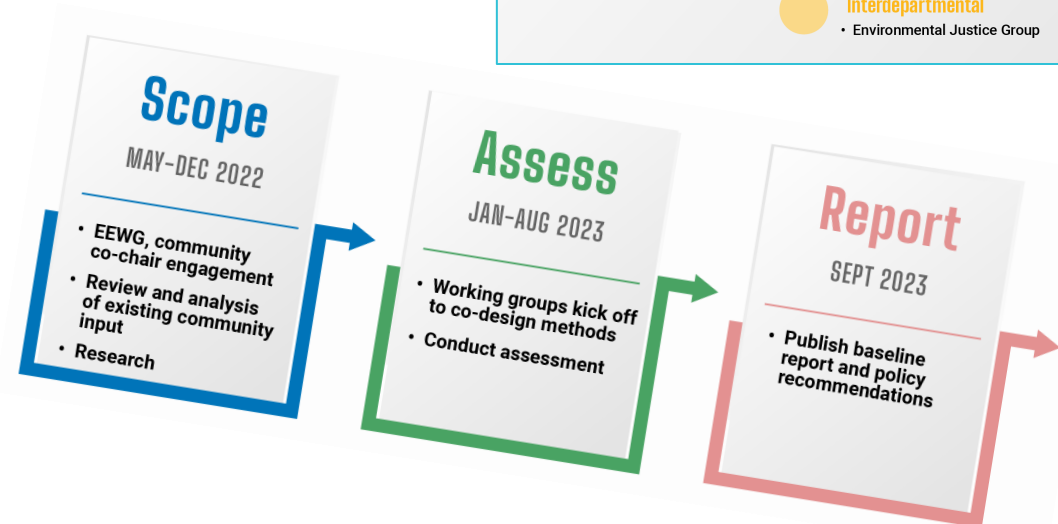 Interdepartmental
• Environmental Justice Group
Scope
MAY-DEC 2022
• EEWG, community
co-chair engagement
• Review and analysis
of existing community
input
• Research
Assess
JAN-AUG 2023
• Working groups kick off
to co-design methods
• Conduct assessment
Report
SEPT 2023
• Publish baseline
report and policy
recommendations